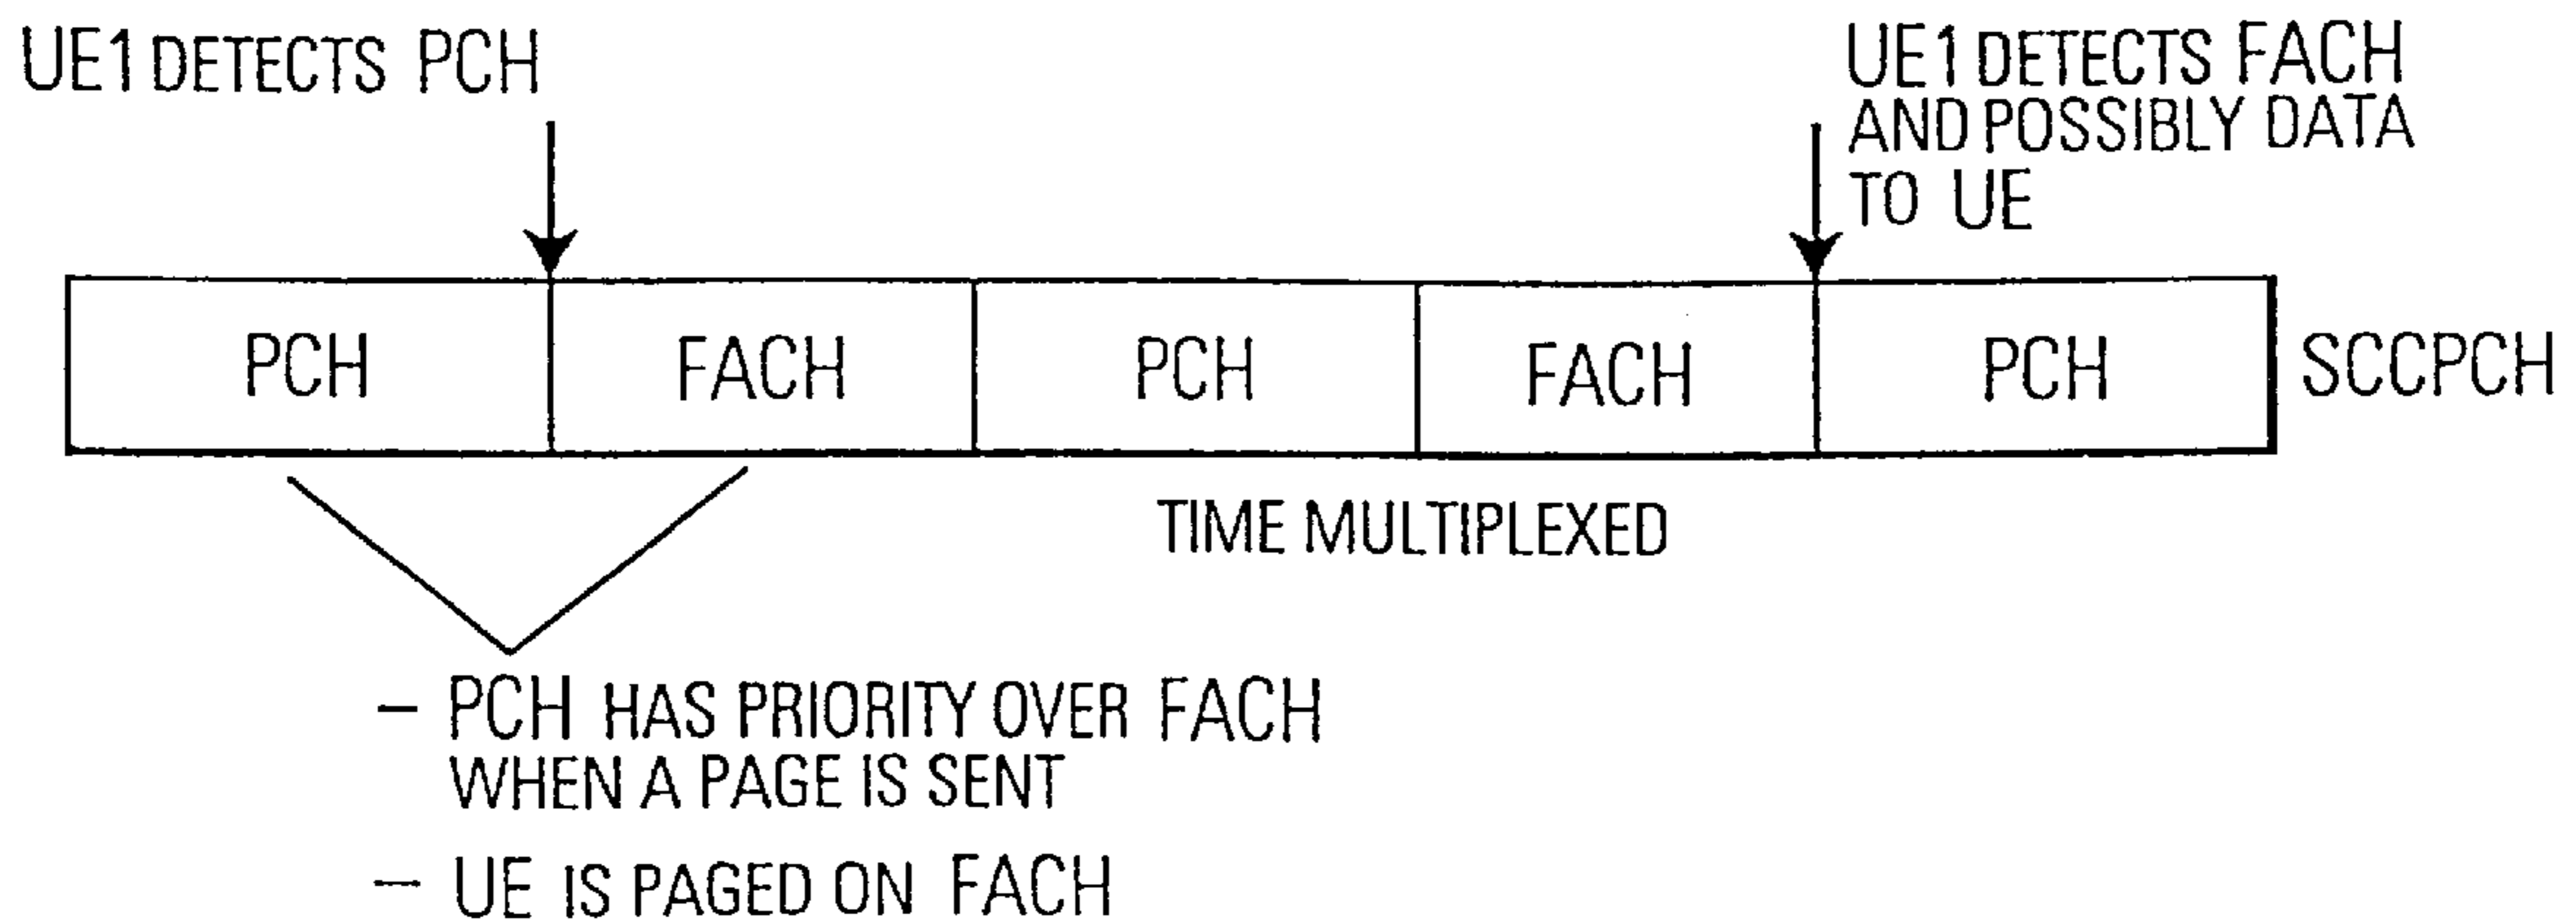 UE1 DETECTS PCH
UE1 DETECTS FACH
AND POSSIBLY DATA
TO UE
PCH
FACH
PCH
FACH
PCH
SCCPCH
TIME MULTIPLEXED
– PCH HAS PRIORITY OVER FACH
WHEN A PAGE IS SENT
– UE IS PAGED ON FACH